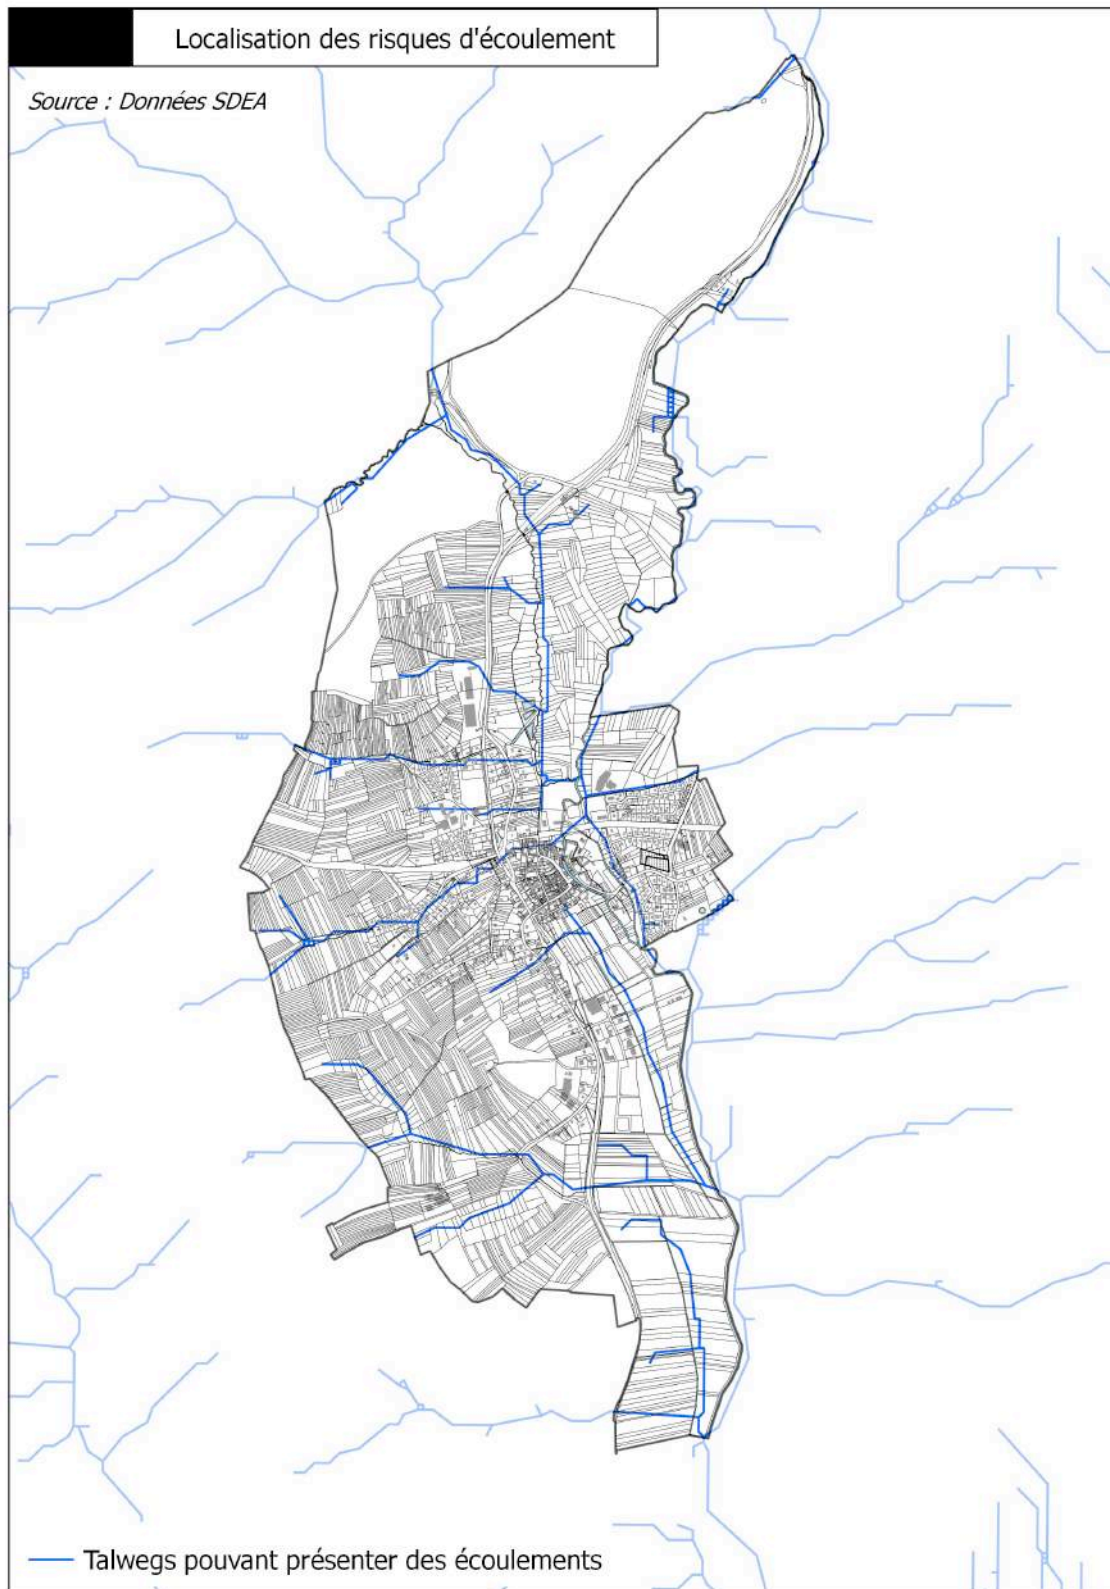 Localisation des risques d'écoulement
Source : Données SDEA
Talwegs pouvant présenter des écoulements